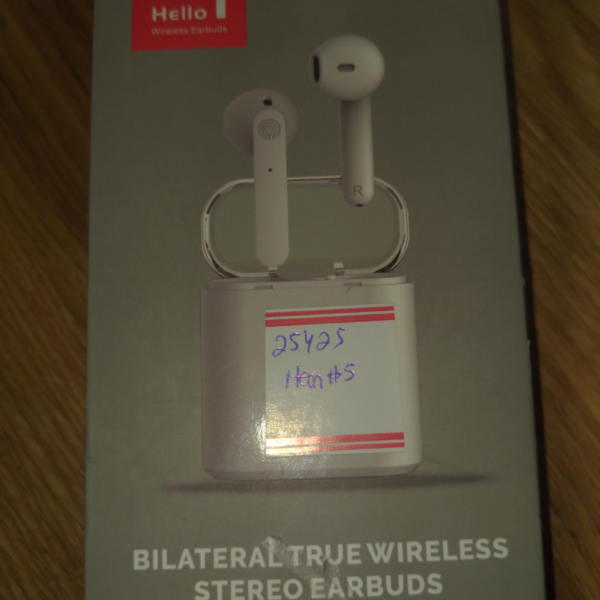 Hello
Wireless Earbuds
R
25425
Item #5
BILATERAL TRUE WIRELESS
STEREO EARBUDS